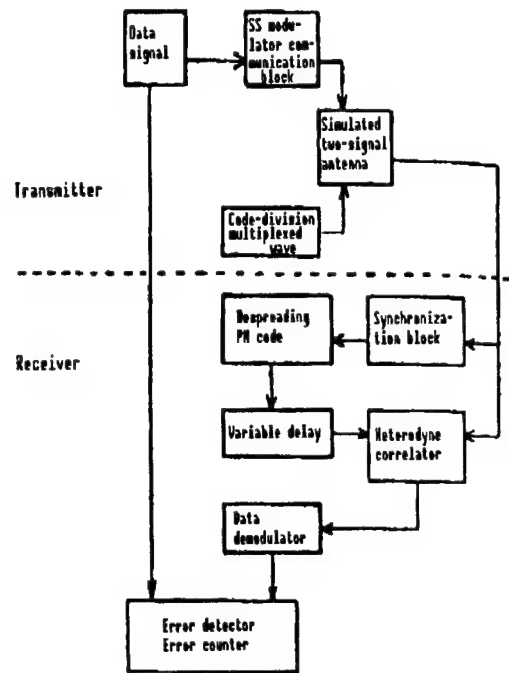 Data
signal
SS modu-
lator com-
munication
block
Simulated
two-signal
antenna
Transmitter
Code-division
multiplexed
wave
Despreading
PN code
Synchroniza-
tion block
Receiver
Variable delay
Heterodyne
correlator
Data
demodulator
Error detector
Error counter